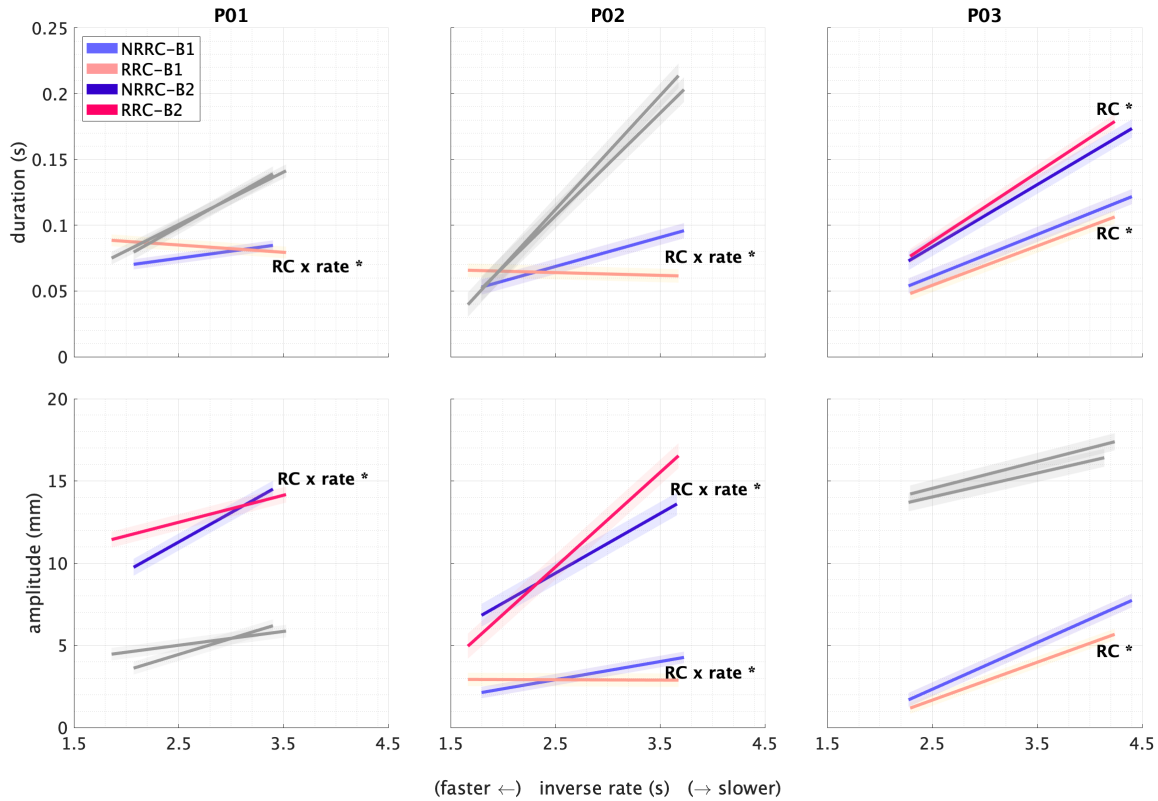 P01 P02 P03
0.25
NRRC-B1
RRC-B1
NRRC-B2
RRC-B2
0.2
RC *
0.15
duration (s)
0.1
RC *
RC x rate *
RC x rate *
0.05
0
20
RC x rate *
RC x rate *
15
amplitude (mm)
10
5
RC *
RC x rate *
0
1.5 2.5 3.5 4.5 1.5 2.5 3.5 4.5 1.5 2.5 3.5 4.5
(faster ←) inverse rate (s) (→ slower)